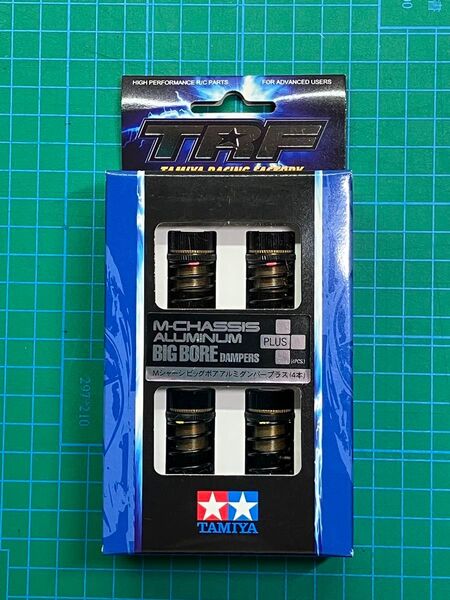 HIGH PERFORMANCE R/C PARTS FOR ADVANCED USERS
TRF
TAMIYA RACING FACTORY
M-CHASSIS
ALUMINUM
PLUS
BIG BORE DAMPERS
(4PCS.)
Mシャーシ ビッグボアアルミダンパープラス(4本)
TAMIYA
297*210